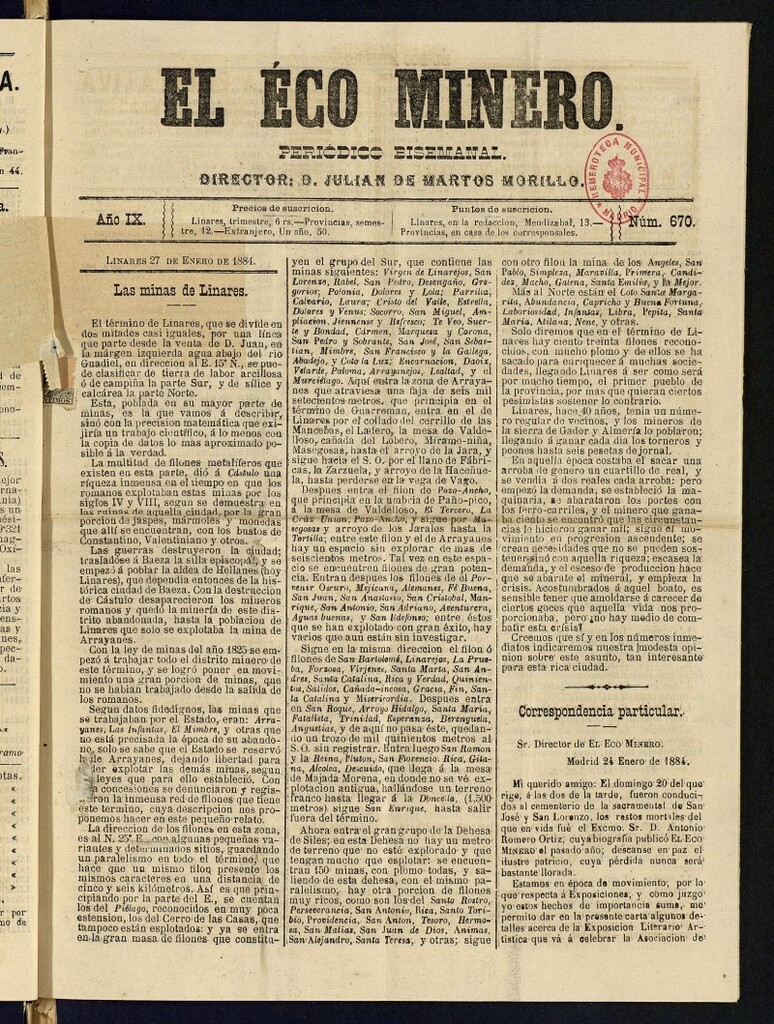 EL ÉCO MINERO.
PERIÓDICO BISEMANAL.
DIRECTOR: D. JULIAN DE MARTOS MORILLO.
HEMEROTECA MUNICIPAL
MADRID
Año IX.
Precios de suscricion.
Linares, trimestre, 6 rs.—Provincias, semes-
tre, 12.—Extranjero, Un año, 50.
Puntos de suscricion.
Linares, en la redaccion, Mendizabal, 13.—
Provincias, en casa de los corresponsales.
Núm. 670.
LINARES 27 DE ENERO DE 1884.
Las minas de Linares.
El término de Linares, que se divide en
dos mitades casi iguales, por una línea
que parte desde la venta de D. Juan, en
la márgen izquierda agua abajo del rio
Guadiel, en direccion al E. 15° N., se pue-
de clasificar de tierra de labor arcillosa
ó de campiña la parte Sur, y de sílice y
calcárea la parte Norte.
Esta, poblada en su mayor parte de
minas, es la que vamos á describir,
sinó con la precision matemática que exi-
jiría un trabajo científico, á lo menos con
la copia de datos lo mas aproximado po-
sible á la verdad.
La multitud de filones metalíferos que
existen en esta parte, dió á Cástulo una
riqueza inmensa en el tiempo en que los
romanos explotaban estas minas por los
siglos IV y VIII, segun se demuestra en
las ruinas de aquella ciudad, por la gran
porcion de jaspes, mármoles y monedas
que allí se encuentran, con los bustos de
Constantino, Valentiniano y otros.
Las guerras destruyeron la ciudad;
trasladóse á Baeza la silla episcopal, y se
empezó á poblar la aldea de Hellanes (hoy
Linares), que dependia entonces de la his-
tórica ciudad de Baeza. Con la destruccion
de Cástulo desaparecieron los mineros
romanos y quedó la minería de este dis-
trito abandonada, hasta la poblacion de
Linares que solo se explotaba la mina de
Arrayanes.
Con la ley de minas del año 1825 se em-
pezó á trabajar todo el distrito minero de
este término, y se logró poner en mo-
vimiento una gran porcion de minas, que
no se habian trabajado desde la salida de
los romanos.
Segun datos fidedignos, las minas que
se trabajaban por el Estado, eran: Arra-
yanes, Las Infantas, El Mimbre, y otras que
no está precisada la época de su abando-
no, solo se sabe que el Estado se reservó
la de Arrayanes, dejando libertad para
der explotar las demás minas, segun
leyes que para ello estableció. Con
concesiones se denunciaron y regis-
ron la inmensa red de filones que tiene
este termino, cuya descripcion nos pro-
ponemos hacer en este pequeño relato.
La direccion de los filones en esta zona,
es al N. 25° E., con algunas pequeñas va-
riantes y determinados sitios, guardando
un paralelismo en todo el término, que
hace que un mismo filon presente los
mismos caracteres en una distancia de
cinco y seis kilómetros. Así es que prin-
cipiando por la parte del E., se cuentan
los del Piélago, reconocidos en muy poca
estension, los del Cerro de las Casas, que
tampoco están esplotados: y ya se entra
en la gran masa de filones que constitu-
yen el grupo del Sur, que contiene las
minas siguientes: Virgen de Linarejos, San
Lorenzo, Rabel, San Pedro, Desengaño, Gre-
gorios; Polonia, Dolores y Lola; Parrilla,
Calvario, Laura; Cristo del Valle, Estrella,
Dolores y Venus; Socorro, San Miguel, Am-
pliacion, Jiennense y Refresco; Te Veo, Suer-
te y Bondad, Cármen, Marquesa y Corona,
San Pedro y Sobrante, San José, San Sebas-
tian, Mimbre, San Francisco y la Gallega,
Abadejo, y Coto la Luz; Encarnacion, Daoiz,
Velarde, Paloma, Arrayanejos, Lealtad, y el
Murciélago. Aquí entra la zona de Arraya-
nes que atraviesa una faja de seis mil
setecientos metros, que principia en el
término de Guarroman, entra en el de
Linares por el collado del cerrillo de las
Mancebas, el Ladero, la mesa de Valde-
lloso, cañada del Lobero, Mírame-niña,
Masegosas, hasta el arroyo de la Jara, y
sigue hácia el S. O. por el llano de Fábri-
cas, la Zarzuela, y arroyo de la Hacendi-
lla, hasta perderse en la vega de Vago.
Despues entra el filon de Pozo-Ancho,
que principia en la umbria de Paño-pico,
á la mesa de Valdelloso, El Tercero, La
Crúz Union, Pozo-Ancho, y sigue por Ma-
segosas y arroyo de los Jarales hasta la
Tortilla; entre este filon y el de Arrayanes
hay un espacio sin explorar de mas de
seiscientos metros. Tal vez en este espa-
cio se encuentren filones de gran poten-
cia. Entran despues los filones de el Por-
venir Oscuro, Mejicana, Alemanes, Fé Buena,
San Juan, San Anastasio, San Cristobal, Man-
rique, San Antonio, San Adriano, Aventurera,
Aguas buenas, y San Ildefonso; entre éstos
que se han explotado con gran éxito, hay
varios que aun están sin investigar.
Sigue en la misma direccion el filon ó
filones de San Bartolomé, Linarejos, La Prue-
ba, Forzosa, Vírjenes, Santa Marta, San An-
drés, Santa Catalina, Rica y Verdad, Quinien-
tos, Salidos, Cañada-incosa, Gracia, Fin, San-
ta Catalina y Misericordia. Despues entra
en San Roque, Arroyo Hidalgo, Santa María,
Fatalista, Trinidad, Esperanza, Berenguela,
Angustias, y de aquí no pasa éste, quedan-
do un trozo de mil quinientos metros al
S. O. sin registrar. Entra luego San Ramon
y la Reina, Pluton, San Florencio. Rica, Gita-
na, Alcolea, Descuido, que llega á la mesa
de Majada Morena, en donde no sé vé ex-
plotacion antigua, hallándose un terreno
franco hasta llegar á la Doncella, (1.500
metros) sigue San Enrique, hasta salir
fuera del término.
Ahora entra el gran grupo de la Dehesa
de Siles; en esta Dehesa no hay un metro
de terreno que no esté explorado y que
tengan mucho que esplotar: se encuen-
tran 150 minas, con plomo todas, y sa-
liendo de esta dehesa, con el mismo pa-
ralelismo, hay otra porcion de filones
muy ricos, como son los del Santo Rostro,
Perseverancia, San Antonio, Rica, Santo Tori-
bio, Providencia, San Anton, Tesoro, Hermo-
sa, San Matias, San Juan de Dios, Animas,
San Alejandro, Santa Teresa, y otras; sigue
con otro filon la mina de los Angeles, San
Pablo, Simpleza, Maravilla, Primera, Candi-
dez, Macho, Galena, Santa Emilia, y la Mejor.
Más al Norte están el Coto Santa Marga-
rita, Abundancia, Capricho y Buena Fortuna,
Laboriosidad, Infantas, Libra, Pepita, Santa
María, Atilana, Nene, y otras.
Solo diremos que en el término de Li-
nares hay ciento treinta filones reconoci-
dos, con mucho plomo y de ellos se ha
sacado para enriquecer á muchas socie-
dades, llegando Linares á ser como será
por mucho tiempo, el primer pueblo de
la provincia, por mas que quieran ciertos
pesimistas sostener lo contrario.
Linares, hace 40 años, tenia un núme-
ro regular de vecinos, y los mineros de
la sierra de Gador y Almería lo poblaron;
llegando á ganar cada dia los torneros y
peones hasta seis pesetas de jornal.
En aquella época costaba el sacar una
arroba de genero un cuartillo de real, y
se vendia á dos reales cada arroba: pero
empezó la demanda, se estableció la ma-
quinaria, se abarataron los portes con
los ferro-carriles, y el minero que gana-
ba ciento se encontró que las circunstan-
cias le hicieron ganar mil; sigue el mo-
vimiento en progresion ascendente; se
crean necesidades que no se pueden sos-
tener sinó con aquella riqueza; escasea la
demanda, y el esceso de produccion hace
que se abárate el mineral, y empieza la
crísis. Acostumbrados á aquel boato, es
sensible tener que amoldarse á carecer de
ciertos goces que aquella vida nos pro-
porcionaba, pero ¿no hay medio de com-
batir esta crísis?
Creemos que sí y en los números inme-
diatos indicaremos nuestra modesta opi-
nion sobre este asunto, tan interesante
para esta rica ciudad.
Correspondencia particular.
Sr. Director de EL ECO MINERO.
Madrid 24 Enero de 1884.
Mi querido amigo: El domingo 20 del que
rige, á las dos de la tarde, fueron conduci-
dos al cementerio de la sacramental de San
José y San Lorenzo, los restos mortales del
que en vida fué el Excmo. Sr. D. Antonio
Romero Ortiz, cuya biografía publicó EL ECO
MINERO el pasado año; descanse en paz el
ilustre patricio, cuya pérdida nunca será
bastante llorada.
Estamos en época de movimiento, por lo
que respecta á Exposiciones, y como juzgo
yo estos hechos de importancia suma, me
permito dar en la presente carta algunos de-
talles acerca de la Exposicion Literario Ar-
tística que vá á celebrar la Asociacion de